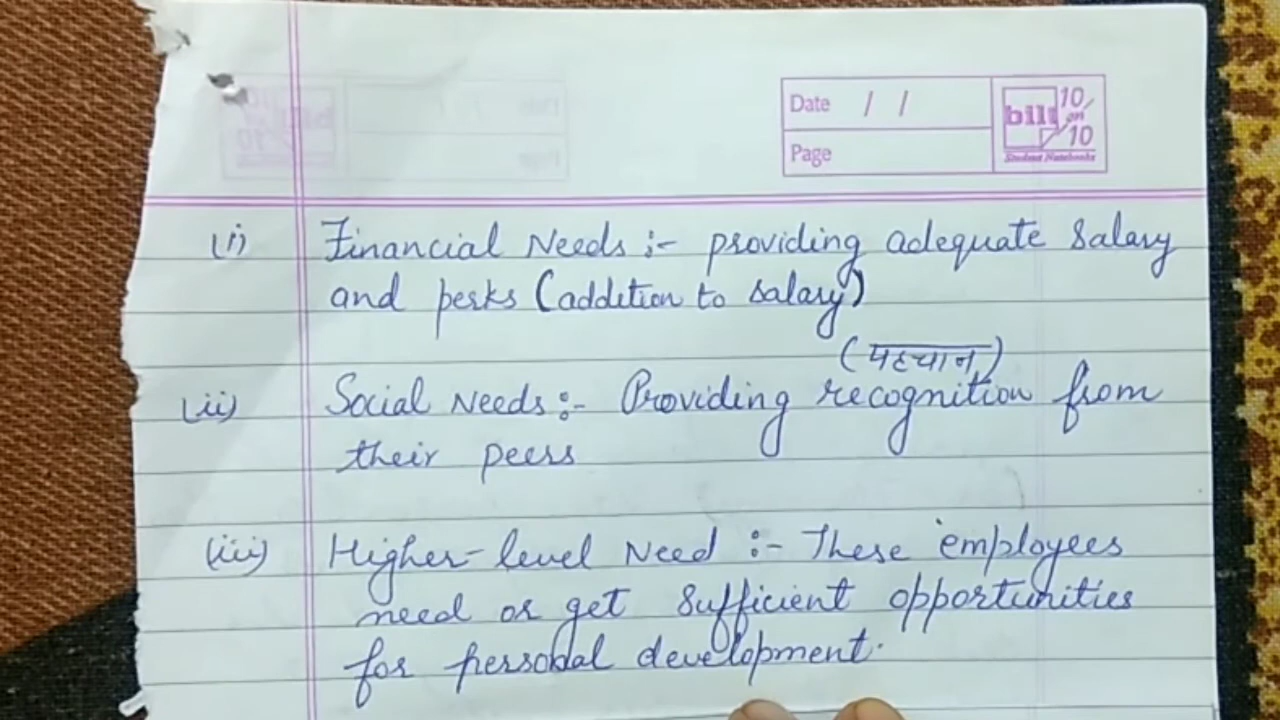 Date / /
Page
bill 10/on/10
Student Notebooks
(i) Financial Needs :- providing adequate salary
and perks (addition to salary)
(पहचान)
(ii) Social Needs :- Providing recognition from
their peers
(iii) Higher-level Need :- These employees
need or get sufficient opportunities
for personal development.